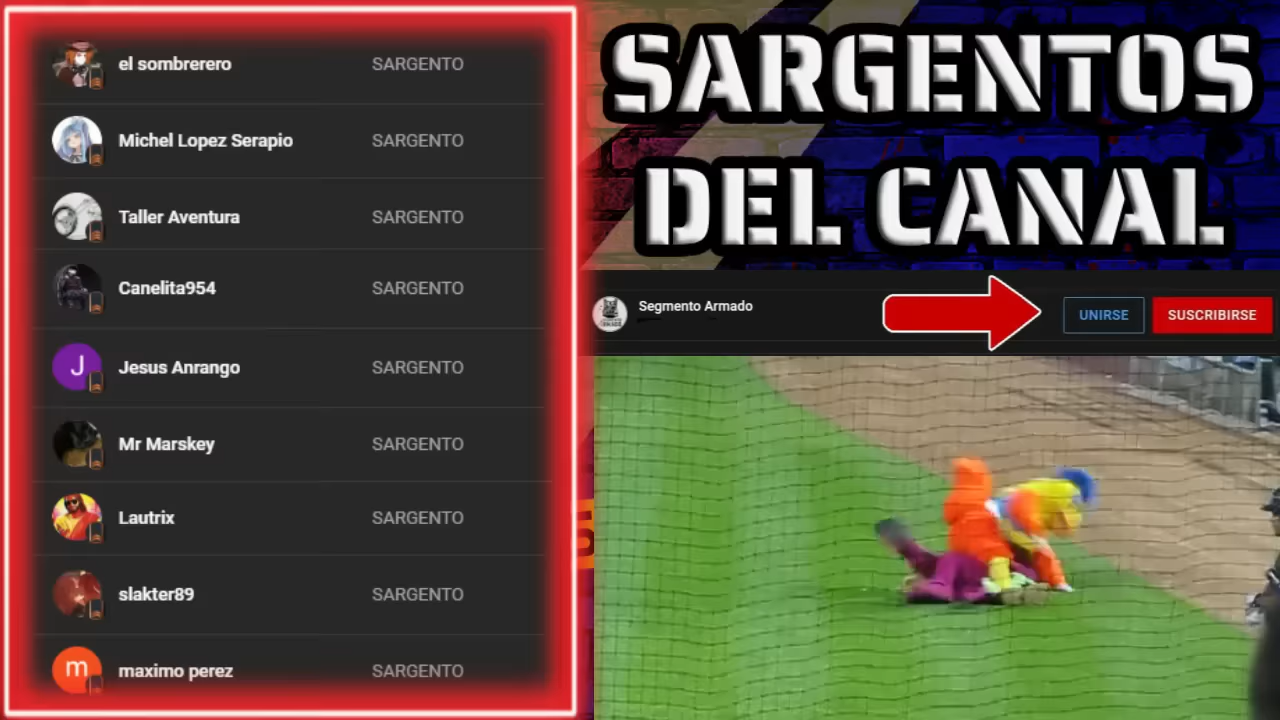 el sombrerero SARGENTO
Michel Lopez Serapio SARGENTO
Taller Aventura SARGENTO
Canelita954 SARGENTO
J
Jesus Anrango SARGENTO
Mr Marskey SARGENTO
Lautrix SARGENTO
slakter89 SARGENTO
m
maximo perez SARGENTO
SARGENTOS
DEL CANAL
Segmento Armado
UNIRSE SUSCRIBIRSE